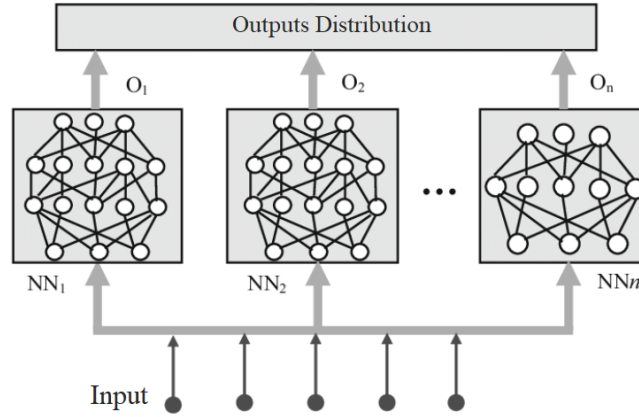 Outputs Distribution
O₁ O₂ Oₙ
...
NN₁ NN₂ NNn
Input